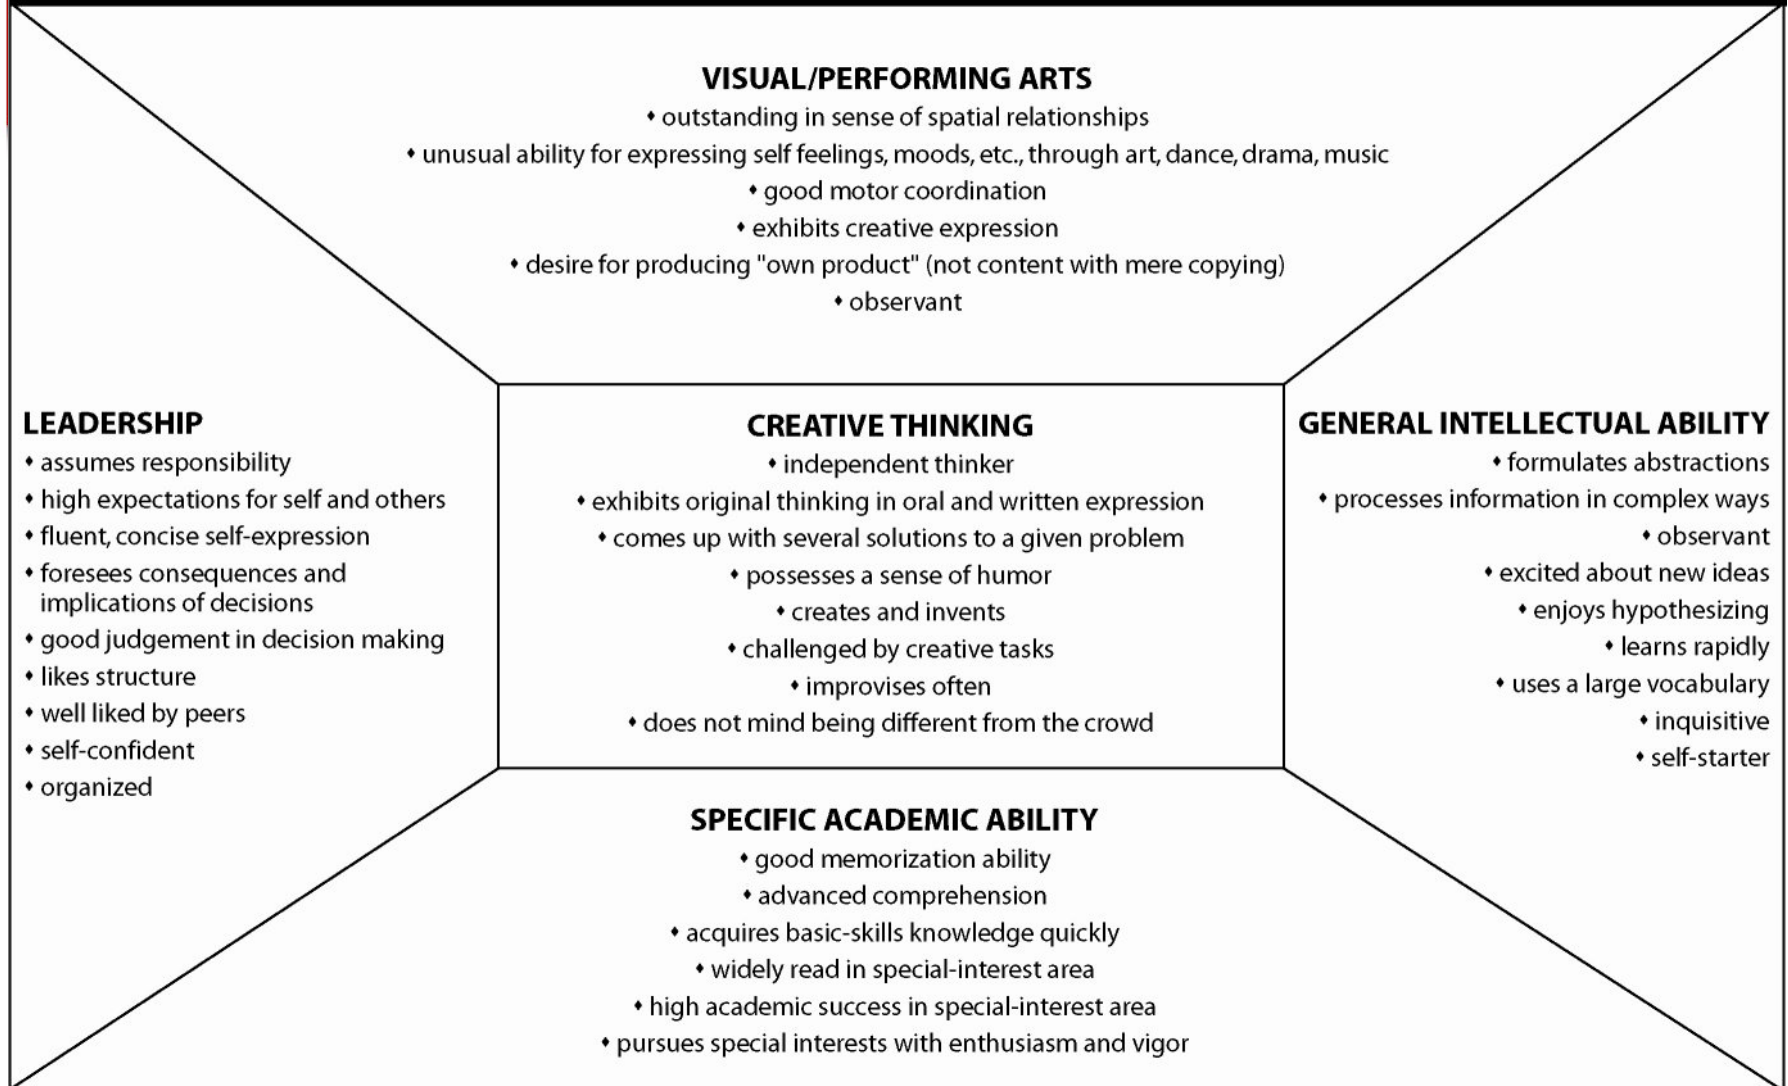 VISUAL/PERFORMING ARTS
♦ outstanding in sense of spatial relationships
♦ unusual ability for expressing self feelings, moods, etc., through art, dance, drama, music
♦ good motor coordination
♦ exhibits creative expression
♦ desire for producing "own product" (not content with mere copying)
♦ observant
LEADERSHIP
♦ assumes responsibility
♦ high expectations for self and others
♦ fluent, concise self-expression
♦ foresees consequences and
implications of decisions
♦ good judgement in decision making
♦ likes structure
♦ well liked by peers
♦ self-confident
♦ organized
CREATIVE THINKING
♦ independent thinker
♦ exhibits original thinking in oral and written expression
♦ comes up with several solutions to a given problem
♦ possesses a sense of humor
♦ creates and invents
♦ challenged by creative tasks
♦ improvises often
♦ does not mind being different from the crowd
GENERAL INTELLECTUAL ABILITY
♦ formulates abstractions
♦ processes information in complex ways
♦ observant
♦ excited about new ideas
♦ enjoys hypothesizing
♦ learns rapidly
♦ uses a large vocabulary
♦ inquisitive
♦ self-starter
SPECIFIC ACADEMIC ABILITY
♦ good memorization ability
♦ advanced comprehension
♦ acquires basic-skills knowledge quickly
♦ widely read in special-interest area
♦ high academic success in special-interest area
♦ pursues special interests with enthusiasm and vigor